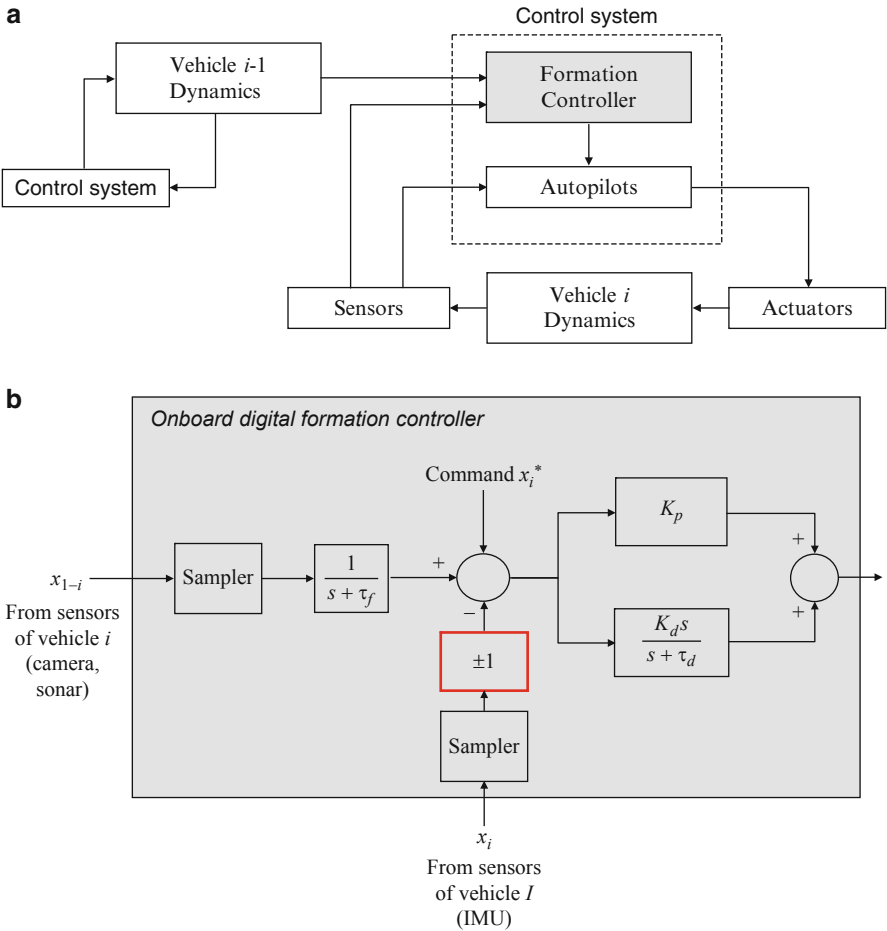 a
Control system
Vehicle i-1
Dynamics
Formation
Controller
Control system
Autopilots
Sensors
Vehicle i
Dynamics
Actuators
b
Onboard digital formation controller
Command x_i*
K_p
x_{1–i}
Sampler
1
s + τ_f
+
−
+
+
From sensors
of vehicle i
(camera,
sonar)
±1
K_d s
s + τ_d
Sampler
x_i
From sensors
of vehicle I
(IMU)